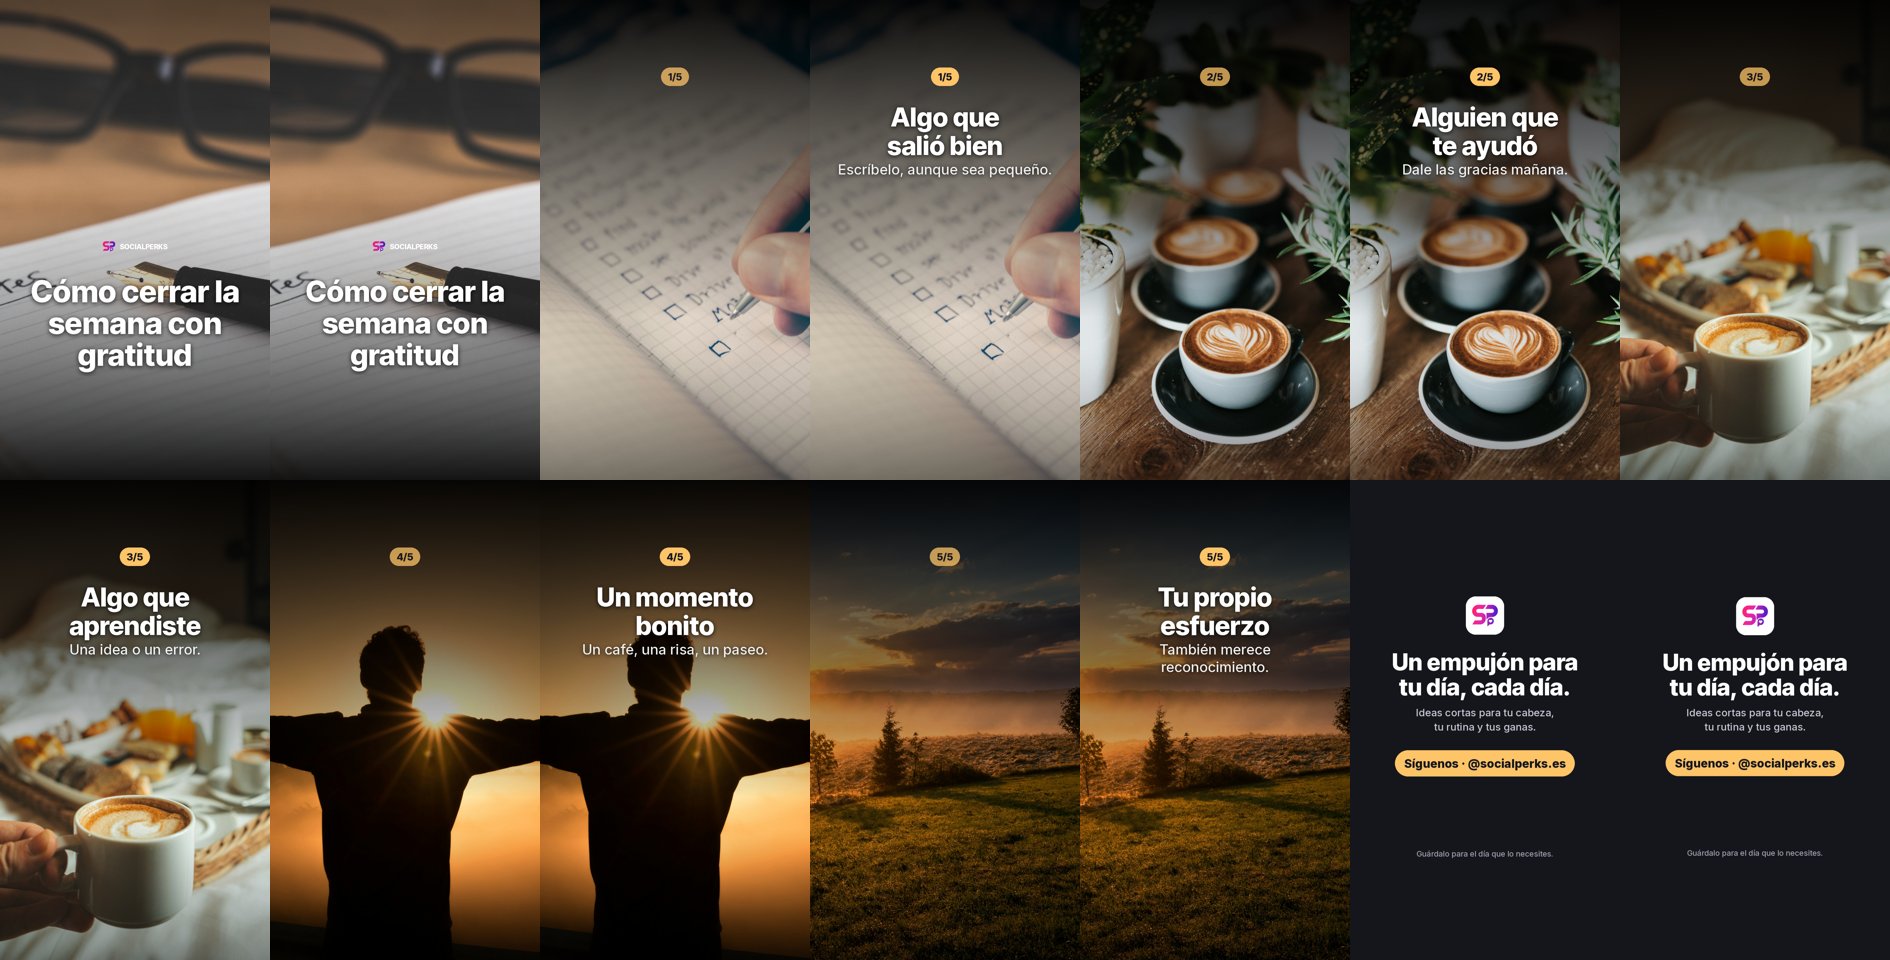 SP SOCIALPERKS
Cómo cerrar la
semana con
gratitud
SP SOCIALPERKS
Cómo cerrar la
semana con
gratitud
1/5
1/5
Algo que
salió bien
Escríbelo, aunque sea pequeño.
2/5
2/5
Alguien que
te ayudó
Dale las gracias mañana.
3/5
3/5
Algo que
aprendiste
Una idea o un error.
4/5
4/5
Un momento
bonito
Un café, una risa, un paseo.
5/5
5/5
Tu propio
esfuerzo
También merece
reconocimiento.
SPp
Un empujón para
tu día, cada día.
Ideas cortas para tu cabeza,
tu rutina y tus ganas.
Síguenos · @socialperks.es
Guárdalo para el día que lo necesites.
SPp
Un empujón para
tu día, cada día.
Ideas cortas para tu cabeza,
tu rutina y tus ganas.
Síguenos · @socialperks.es
Guárdalo para el día que lo necesites.